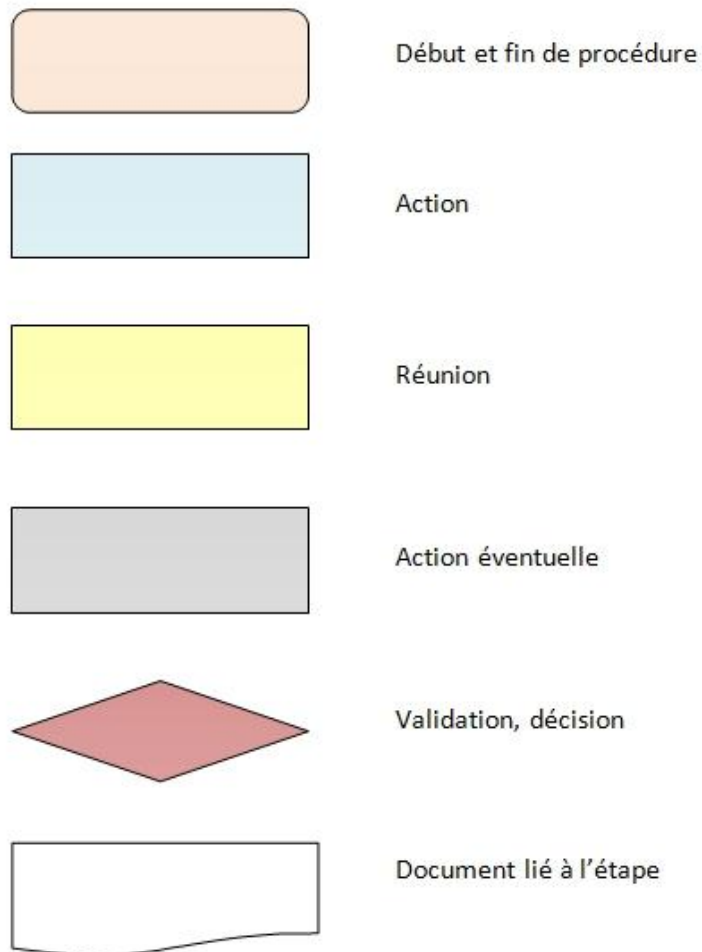 Début et fin de procédure
Action
Réunion
Action éventuelle
Validation, décision
Document lié à l’étape